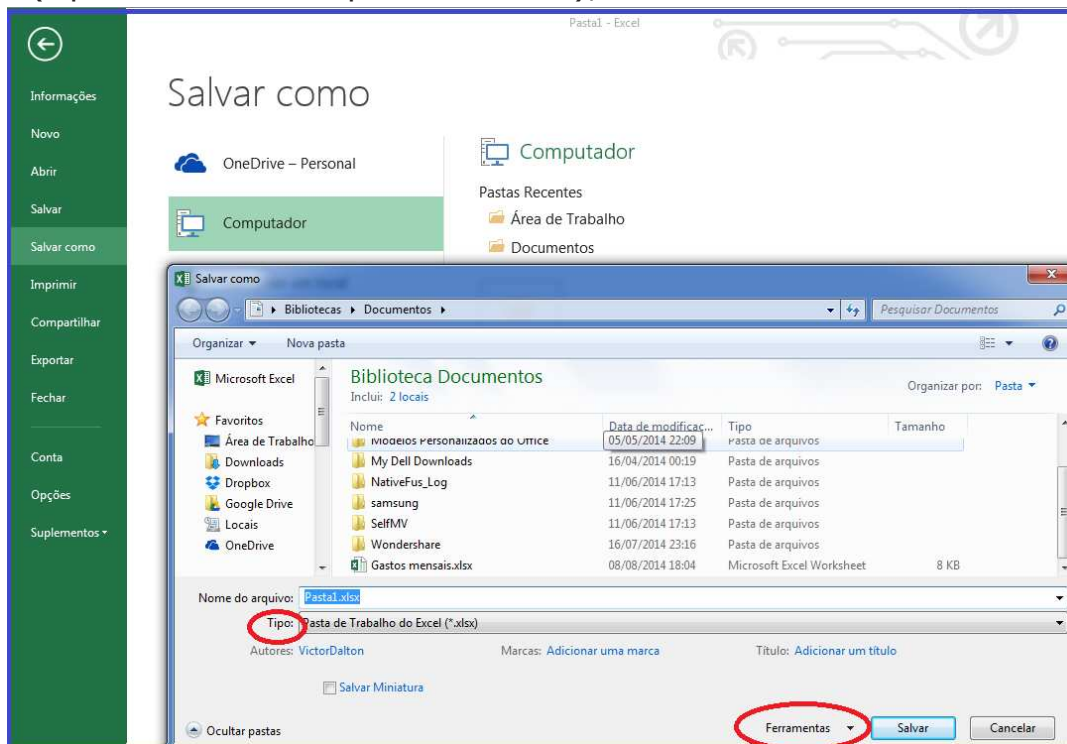 Pasta1 - Excel
Informações
Novo
Abrir
Salvar
Salvar como
Imprimir
Compartilhar
Exportar
Fechar
Conta
Opções
Suplementos
Salvar como
OneDrive – Personal
Computador
Computador
Pastas Recentes
Área de Trabalho
Documentos
Salvar como
Bibliotecas Documentos
Pesquisar Documentos
Organizar Nova pasta
Microsoft Excel
Favoritos
Área de Trabalho
Downloads
Dropbox
Google Drive
Locais
OneDrive
Biblioteca Documentos
Inclui: 2 locais
Organizar por: Pasta
Nome Data de modificaç... Tipo Tamanho
Modelos Personalizados do Office 05/05/2014 22:09 Pasta de arquivos
My Dell Downloads 16/04/2014 00:19 Pasta de arquivos
NativeFus_Log 11/06/2014 17:13 Pasta de arquivos
samsung 11/06/2014 17:25 Pasta de arquivos
SelfMV 11/06/2014 17:13 Pasta de arquivos
Wondershare 16/07/2014 23:16 Pasta de arquivos
Gastos mensais.xlsx 08/08/2014 18:04 Microsoft Excel Worksheet 8 KB
Nome do arquivo: Pasta1.xlsx
Tipo: Pasta de Trabalho do Excel (*.xlsx)
Autores: VictorDalton Marcas: Adicionar uma marca Título: Adicionar um título
Salvar Miniatura
Ocultar pastas Ferramentas Salvar Cancelar